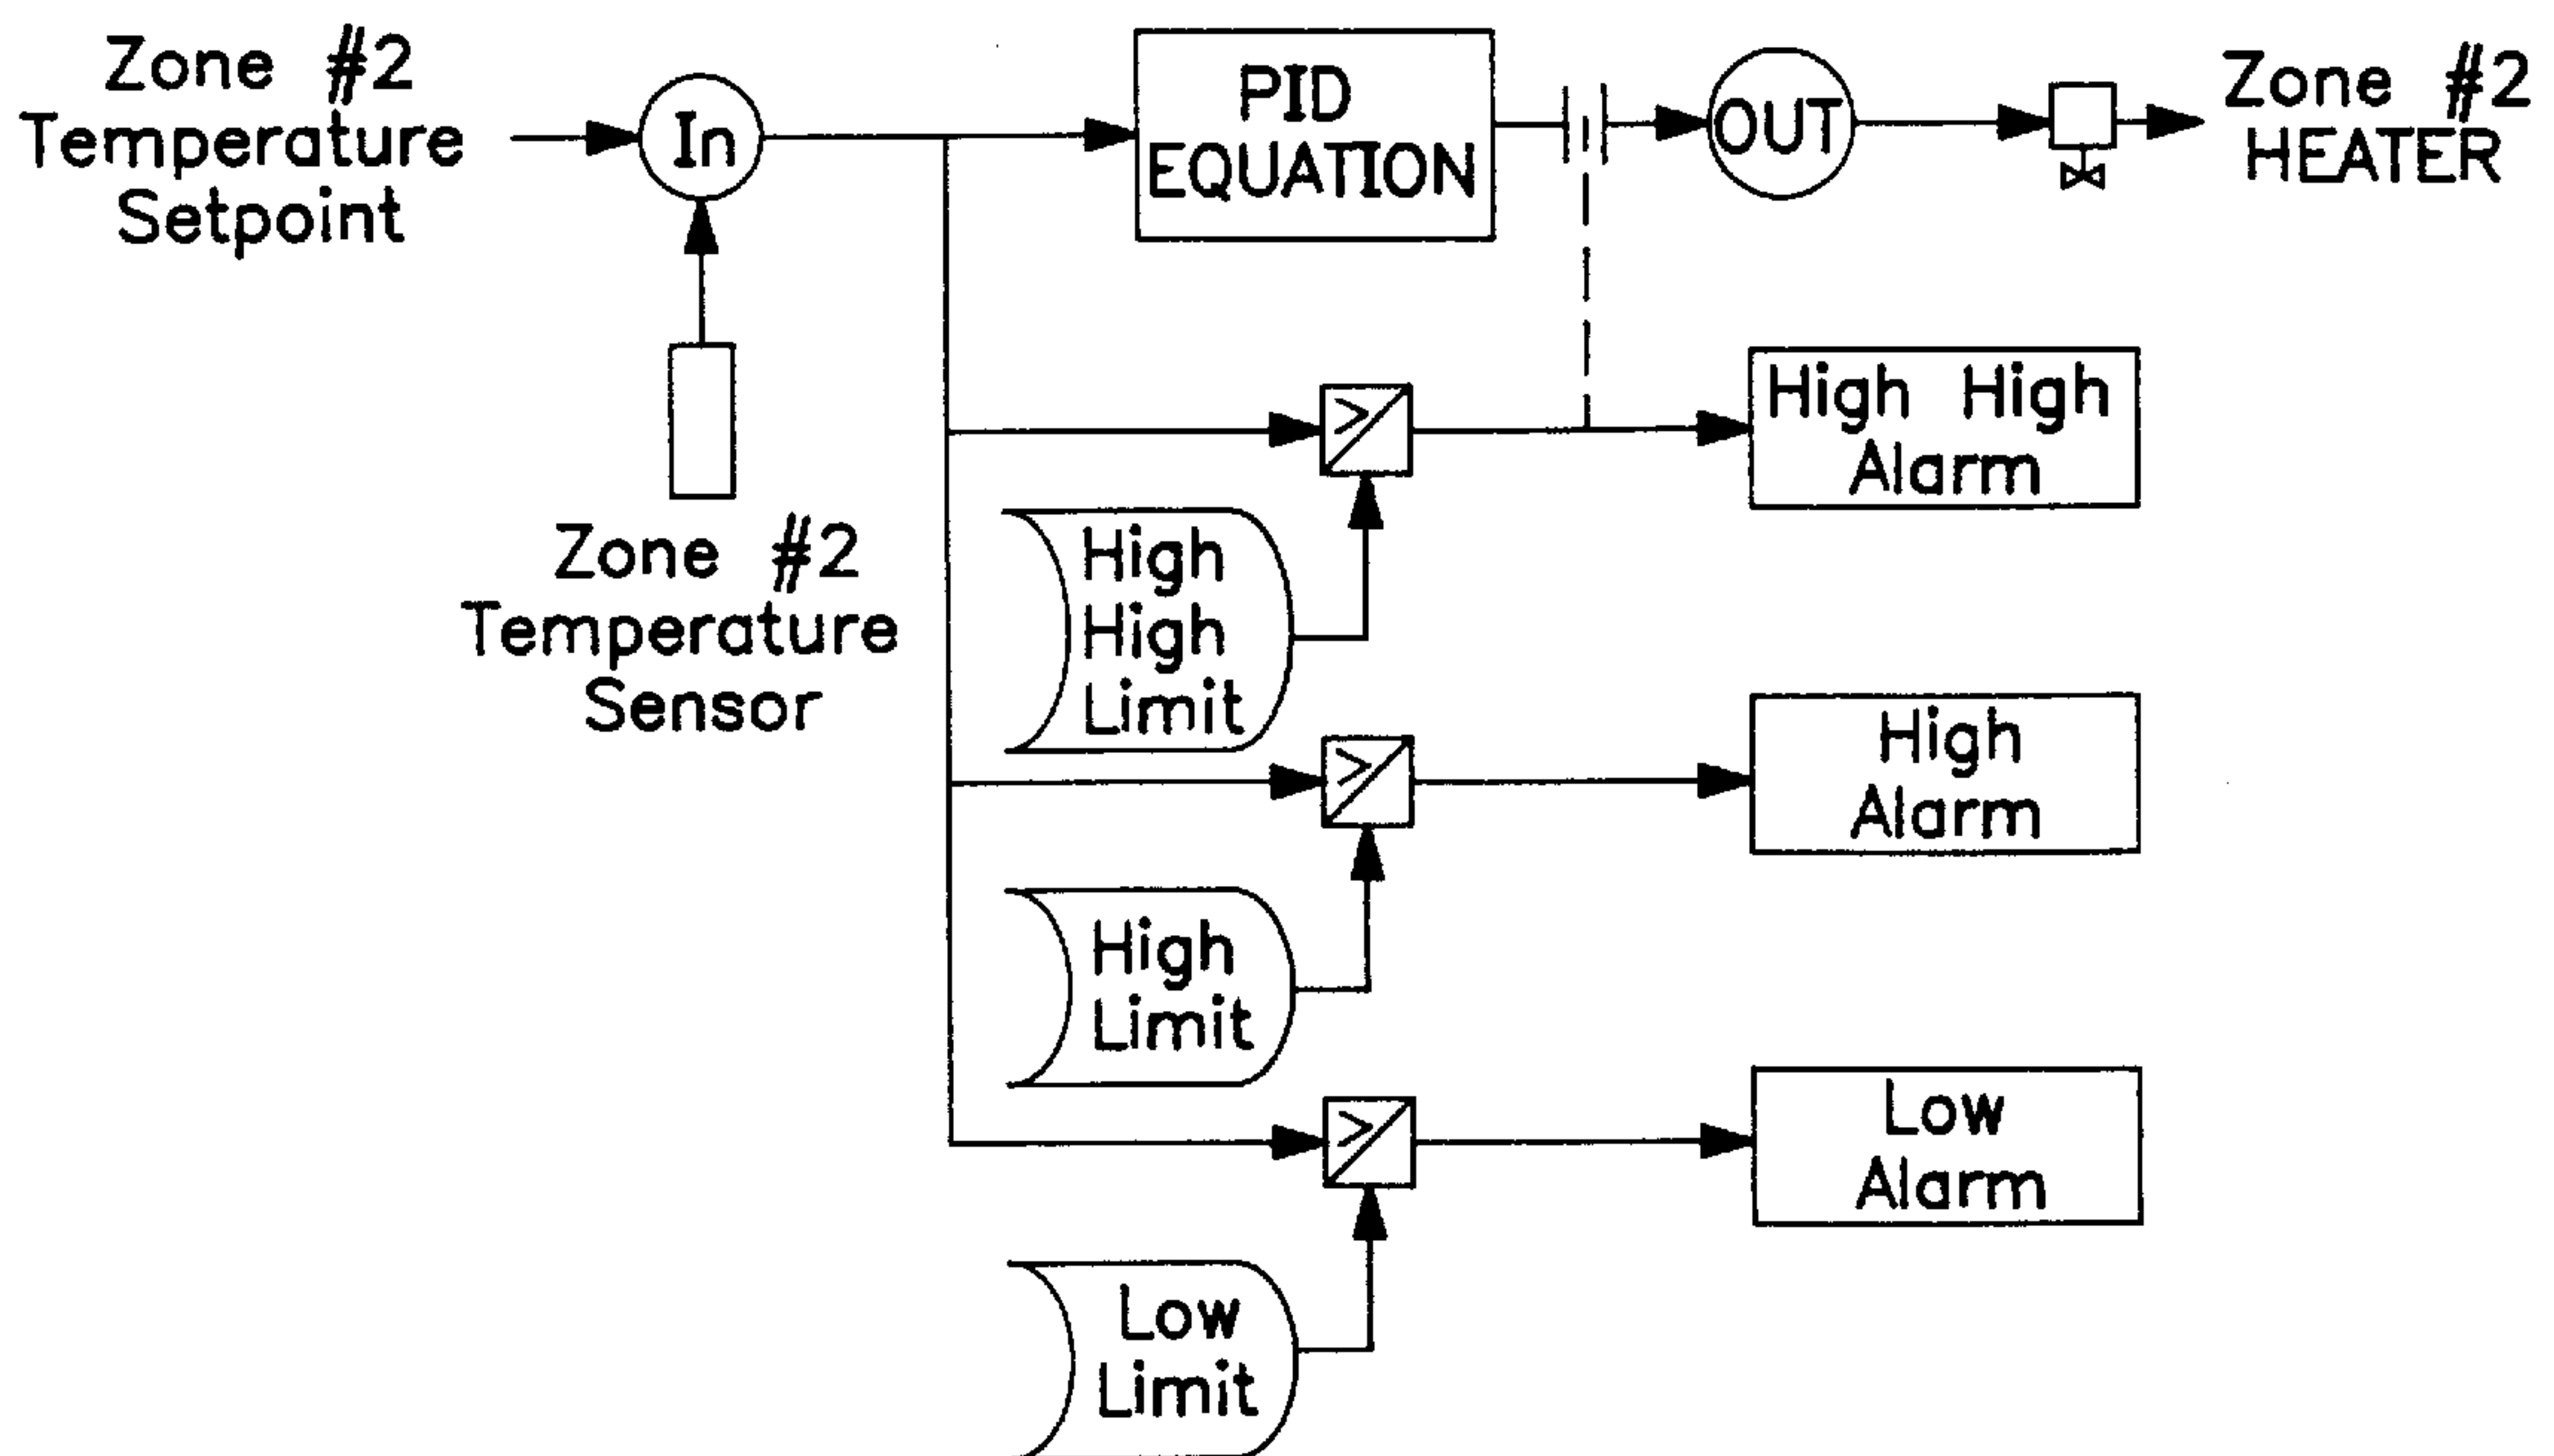 Zone #2
Temperature
Setpoint
In
PID
EQUATION
OUT
Zone #2
HEATER
Zone #2
Temperature
Sensor
>
High High
Alarm
High
High
Limit
>
High
Alarm
High
Limit
>
Low
Alarm
Low
Limit